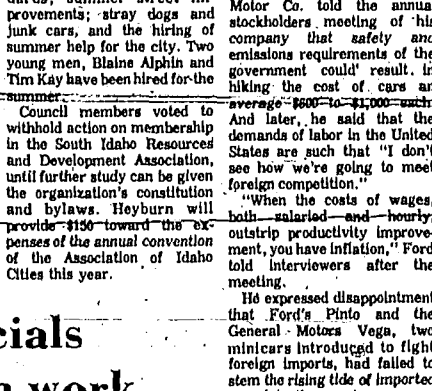 provements; stray dogs and
junk cars, and the hiring of
summer help for the city. Two
young men, Blaine Alphin and
Tim Kay have been hired for the
summer.
Council members voted to
withhold action on membership
in the South Idaho Resources
and Development Association,
until further study can be given
the organization's constitution
and bylaws. Heyburn will
provide $150 toward the ex-
penses of the annual convention
of the Association of Idaho
Cities this year.
cials
n work
Motor Co. told the annual
stockholders meeting of his
company that safety and
emissions requirements of the
government could result in
hiking the cost of cars an
average $600 to $1,000 each
And later, he said that the
demands of labor in the United
States are such that "I don't
see how we're going to meet
foreign competition."
"When the costs of wages,
both salaried and hourly,
outstrip productivity improve-
ment, you have inflation," Ford
told interviewers after the
meeting.
He expressed disappointment
that Ford's Pinto and the
General Motors Vega, two
minicars introduced to fight
foreign imports, had failed to
stem the rising tide of imported